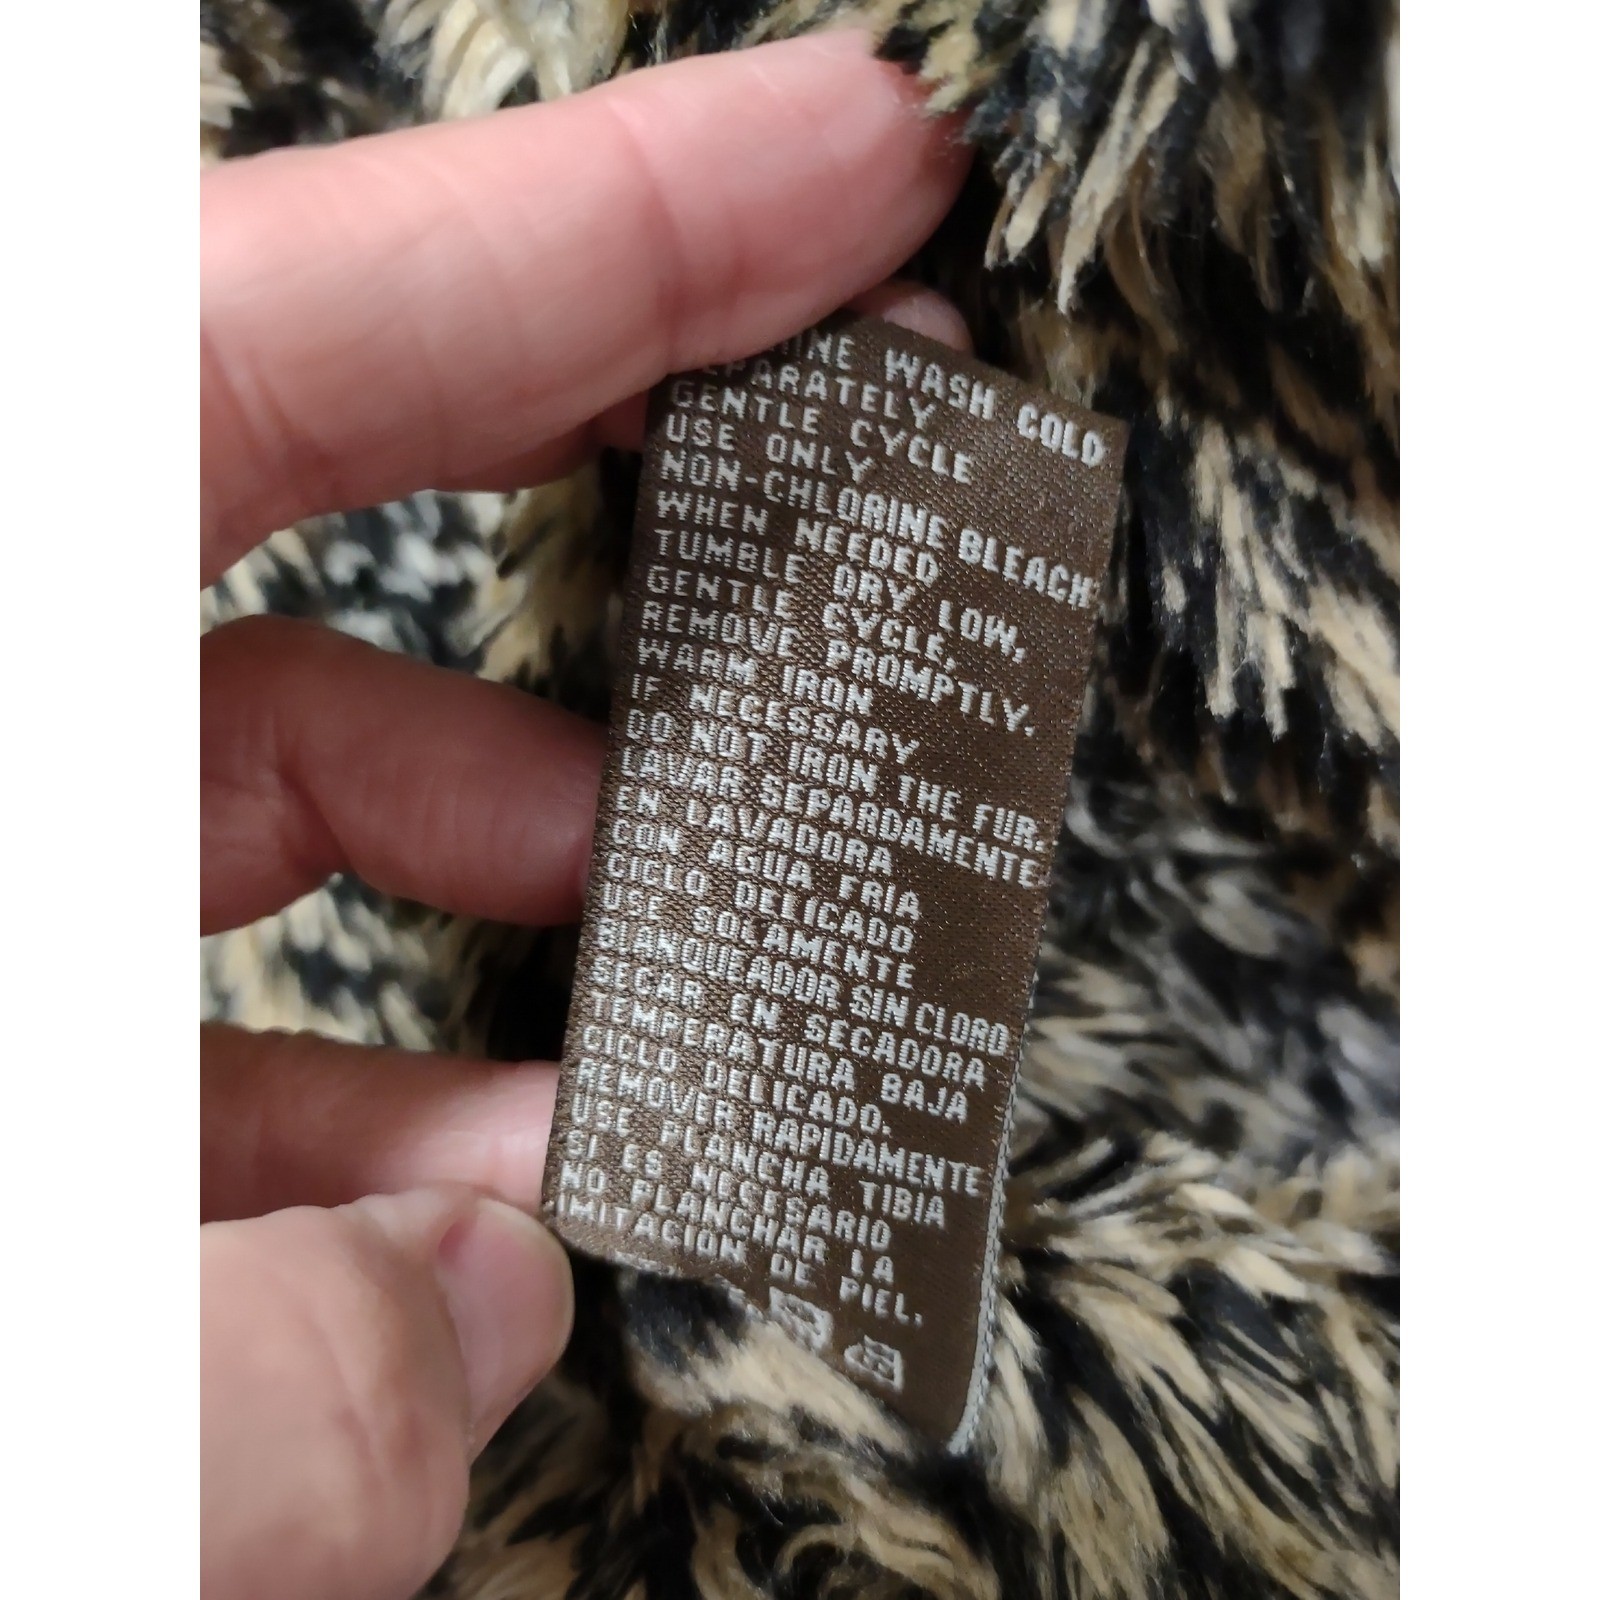 WASH COLD
SEPARATELY
GENTLE CYCLE
USE ONLY
NON-CHLORINE BLEACH
WHEN NEEDED
TUMBLE DRY LOW,
GENTLE CYCLE,
REMOVE PROMPTLY.
WARM IRON
IF NECESSARY
DO NOT IRON THE FUR.
LAVAR SEPARDAMENTE
EN LAVADORA
CON AGUA FRIA
CICLO DELICADO
USE SOLAMENTE
BLANQUEADOR SIN CLORO
SECAR EN SECADORA
TEMPERATURA BAJA
CICLO DELICADO.
REMOVER RAPIDAMENTE
USE PLANCHA TIBIA
SI ES NECESARIO
NO PLANCHAR LA
IMITACION DE PIEL.